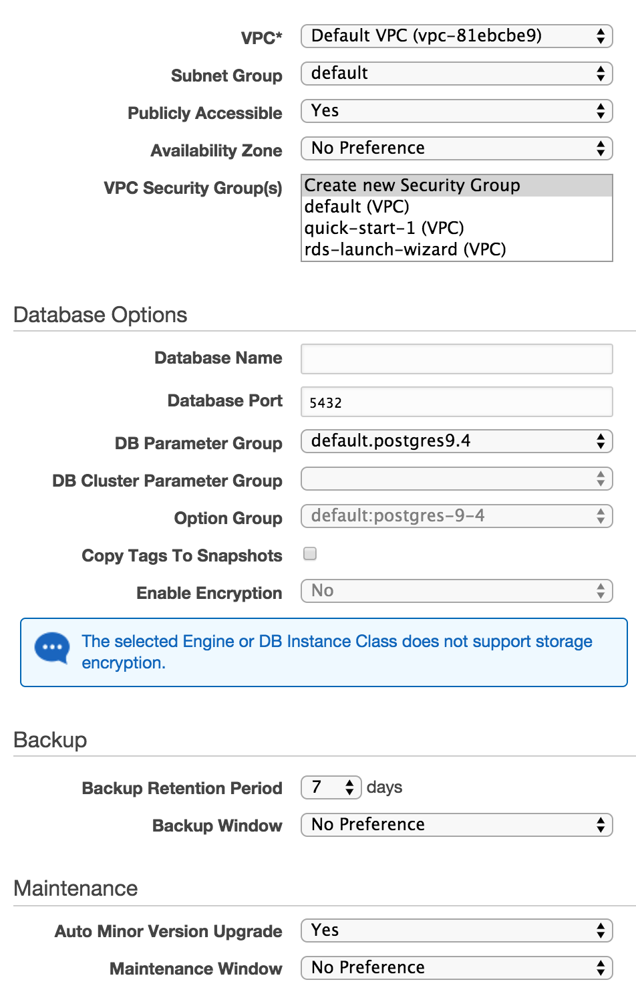 VPC* Default VPC (vpc-81ebcbe9)
Subnet Group default
Publicly Accessible Yes
Availability Zone No Preference
VPC Security Group(s) Create new Security Group
default (VPC)
quick-start-1 (VPC)
rds-launch-wizard (VPC)
Database Options
Database Name
Database Port 5432
DB Parameter Group default.postgres9.4
DB Cluster Parameter Group
Option Group default:postgres-9-4
Copy Tags To Snapshots
Enable Encryption No
The selected Engine or DB Instance Class does not support storage
encryption.
Backup
Backup Retention Period 7 days
Backup Window No Preference
Maintenance
Auto Minor Version Upgrade Yes
Maintenance Window No Preference